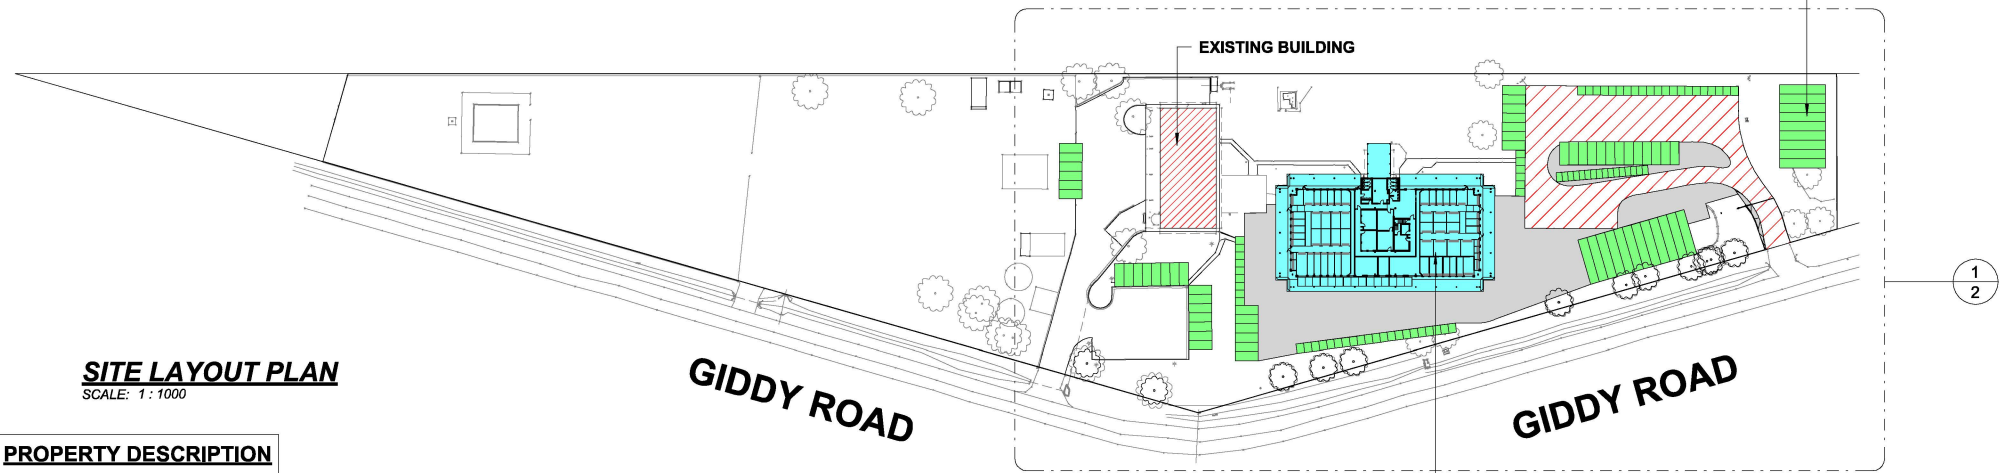 EXISTING BUILDING
1
2
SITE LAYOUT PLAN
SCALE: 1 : 1000
GIDDY ROAD
GIDDY ROAD
PROPERTY DESCRIPTION